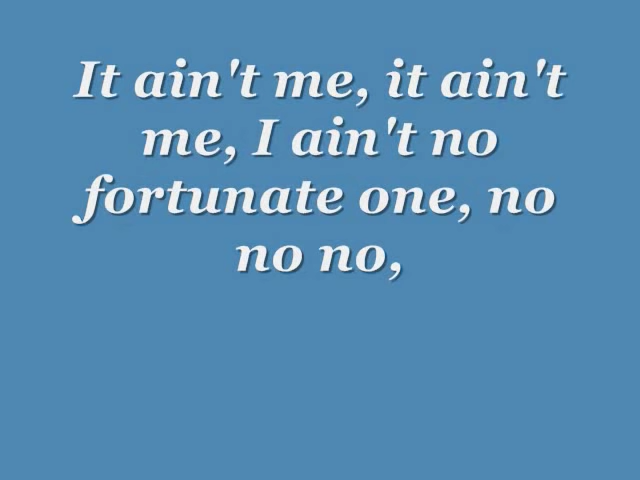 It ain't me, it ain't
me, I ain't no
fortunate one, no
no no,